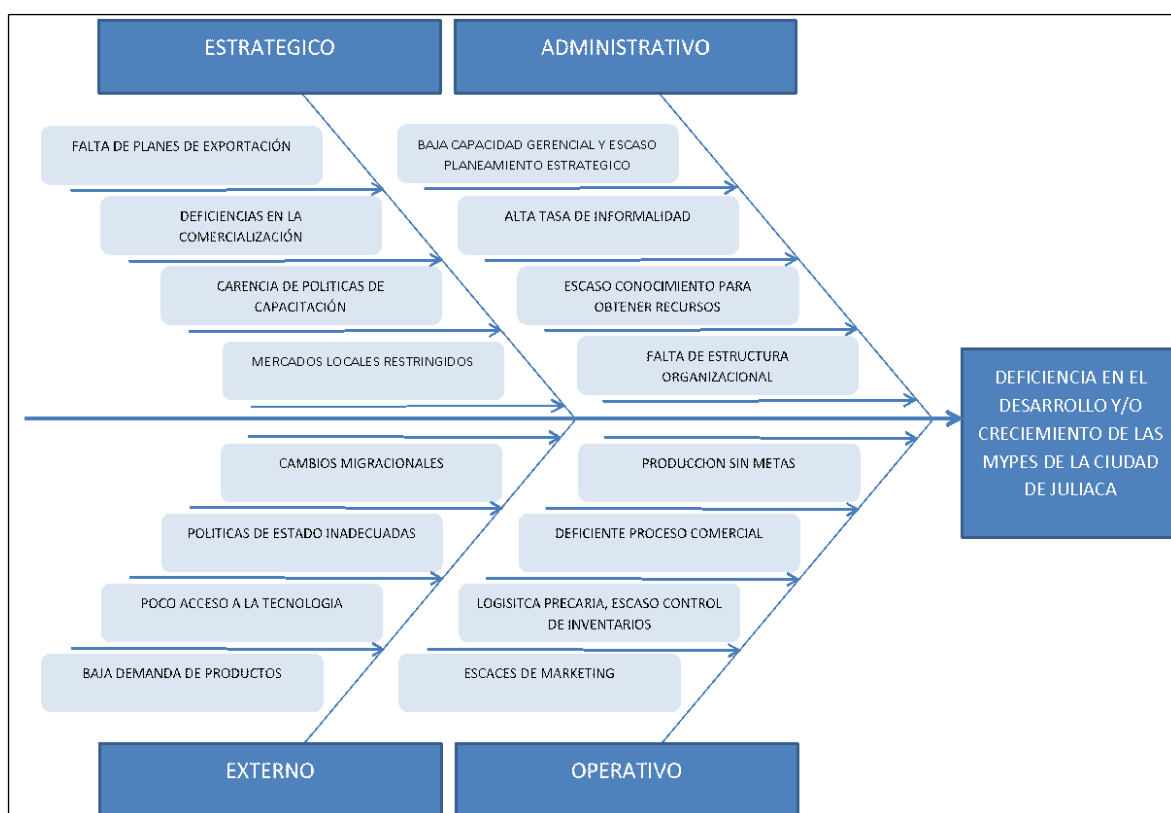 ESTRATEGICO
ADMINISTRATIVO
FALTA DE PLANES DE EXPORTACIÓN
DEFICIENCIAS EN LA
COMERCIALIZACIÓN
CARENCIA DE POLITICAS DE
CAPACITACIÓN
MERCADOS LOCALES RESTRINGIDOS
BAJA CAPACIDAD GERENCIAL Y ESCASO
PLANEAMIENTO ESTRATEGICO
ALTA TASA DE INFORMALIDAD
ESCASO CONOCIMIENTO PARA
OBTENER RECURSOS
FALTA DE ESTRUCTURA
ORGANIZACIONAL
DEFICIENCIA EN EL
DESARROLLO Y/O
CRECIEMIENTO DE LAS
MYPES DE LA CIUDAD
DE JULIACA
CAMBIOS MIGRACIONALES
POLITICAS DE ESTADO INADECUADAS
POCO ACCESO A LA TECNOLOGIA
BAJA DEMANDA DE PRODUCTOS
PRODUCCION SIN METAS
DEFICIENTE PROCESO COMERCIAL
LOGISITCA PRECARIA, ESCASO CONTROL
DE INVENTARIOS
ESCACES DE MARKETING
EXTERNO
OPERATIVO